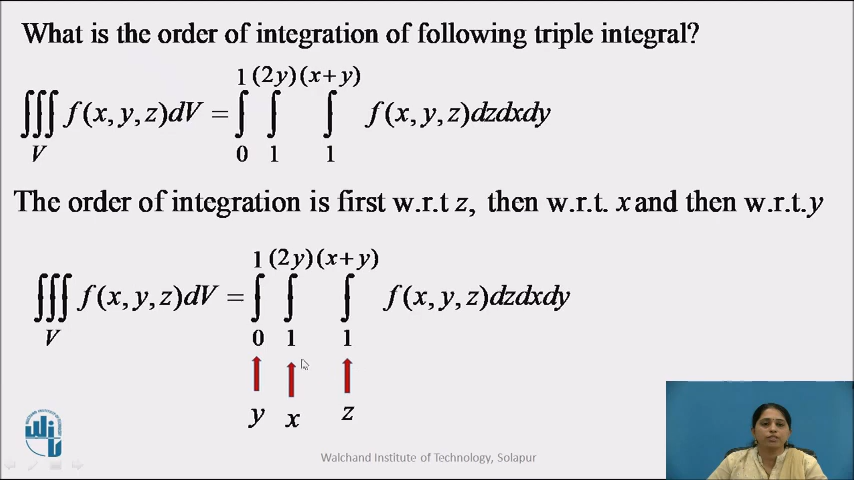 What is the order of integration of following triple integral?
∭_V f(x, y, z)dV = ∫_0^1 ∫_1^(2y) ∫_1^(x+y) f(x, y, z)dzdxdy
The order of integration is first w.r.t z, then w.r.t. x and then w.r.t. y
∭_V f(x, y, z)dV = ∫_0^1 ∫_1^(2y) ∫_1^(x+y) f(x, y, z)dzdxdy
y x z
Walchand Institute of Technology, Solapur